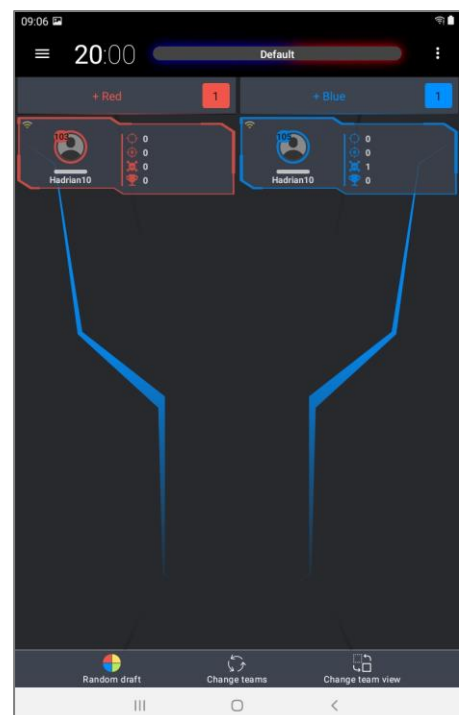 09:06
20:00 Default
+ Red 1 + Blue 1
103 0
0
0
Hadrian10 0
105 0
0
1
Hadrian10 0
Random draft Change teams Change team view